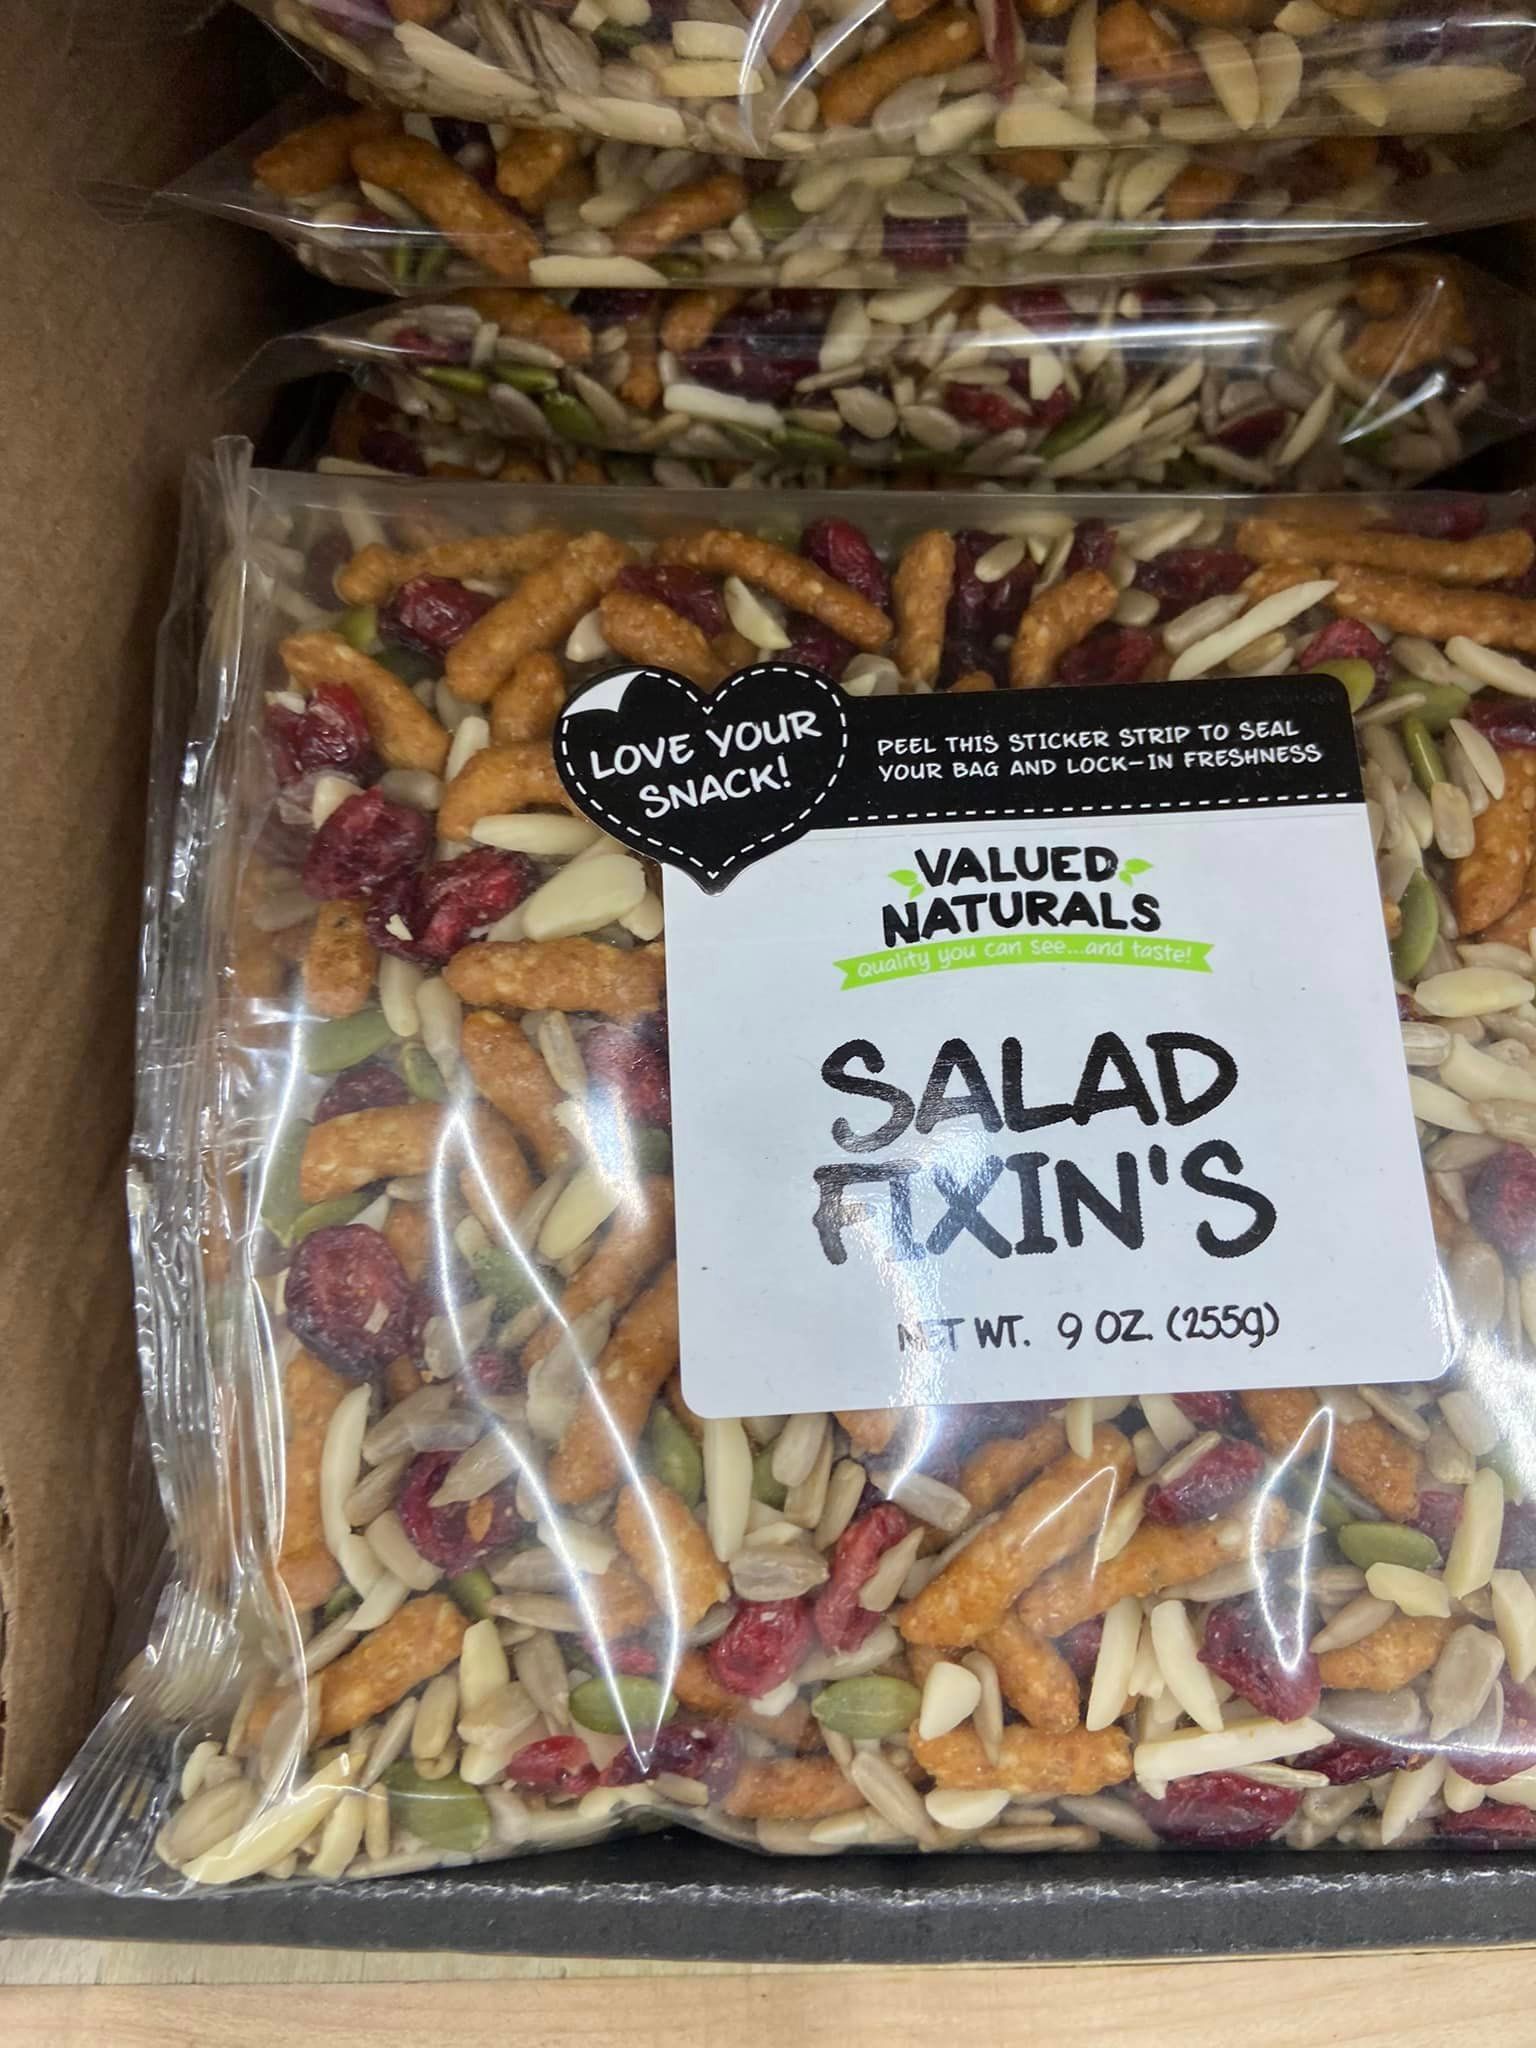 LOVE YOUR
SNACK!
PEEL THIS STICKER STRIP TO SEAL
YOUR BAG AND LOCK-IN FRESHNESS
VALUED
NATURALS
Quality you can see...and taste!
SALAD
FIXIN'S
NET WT. 9 OZ. (255g)